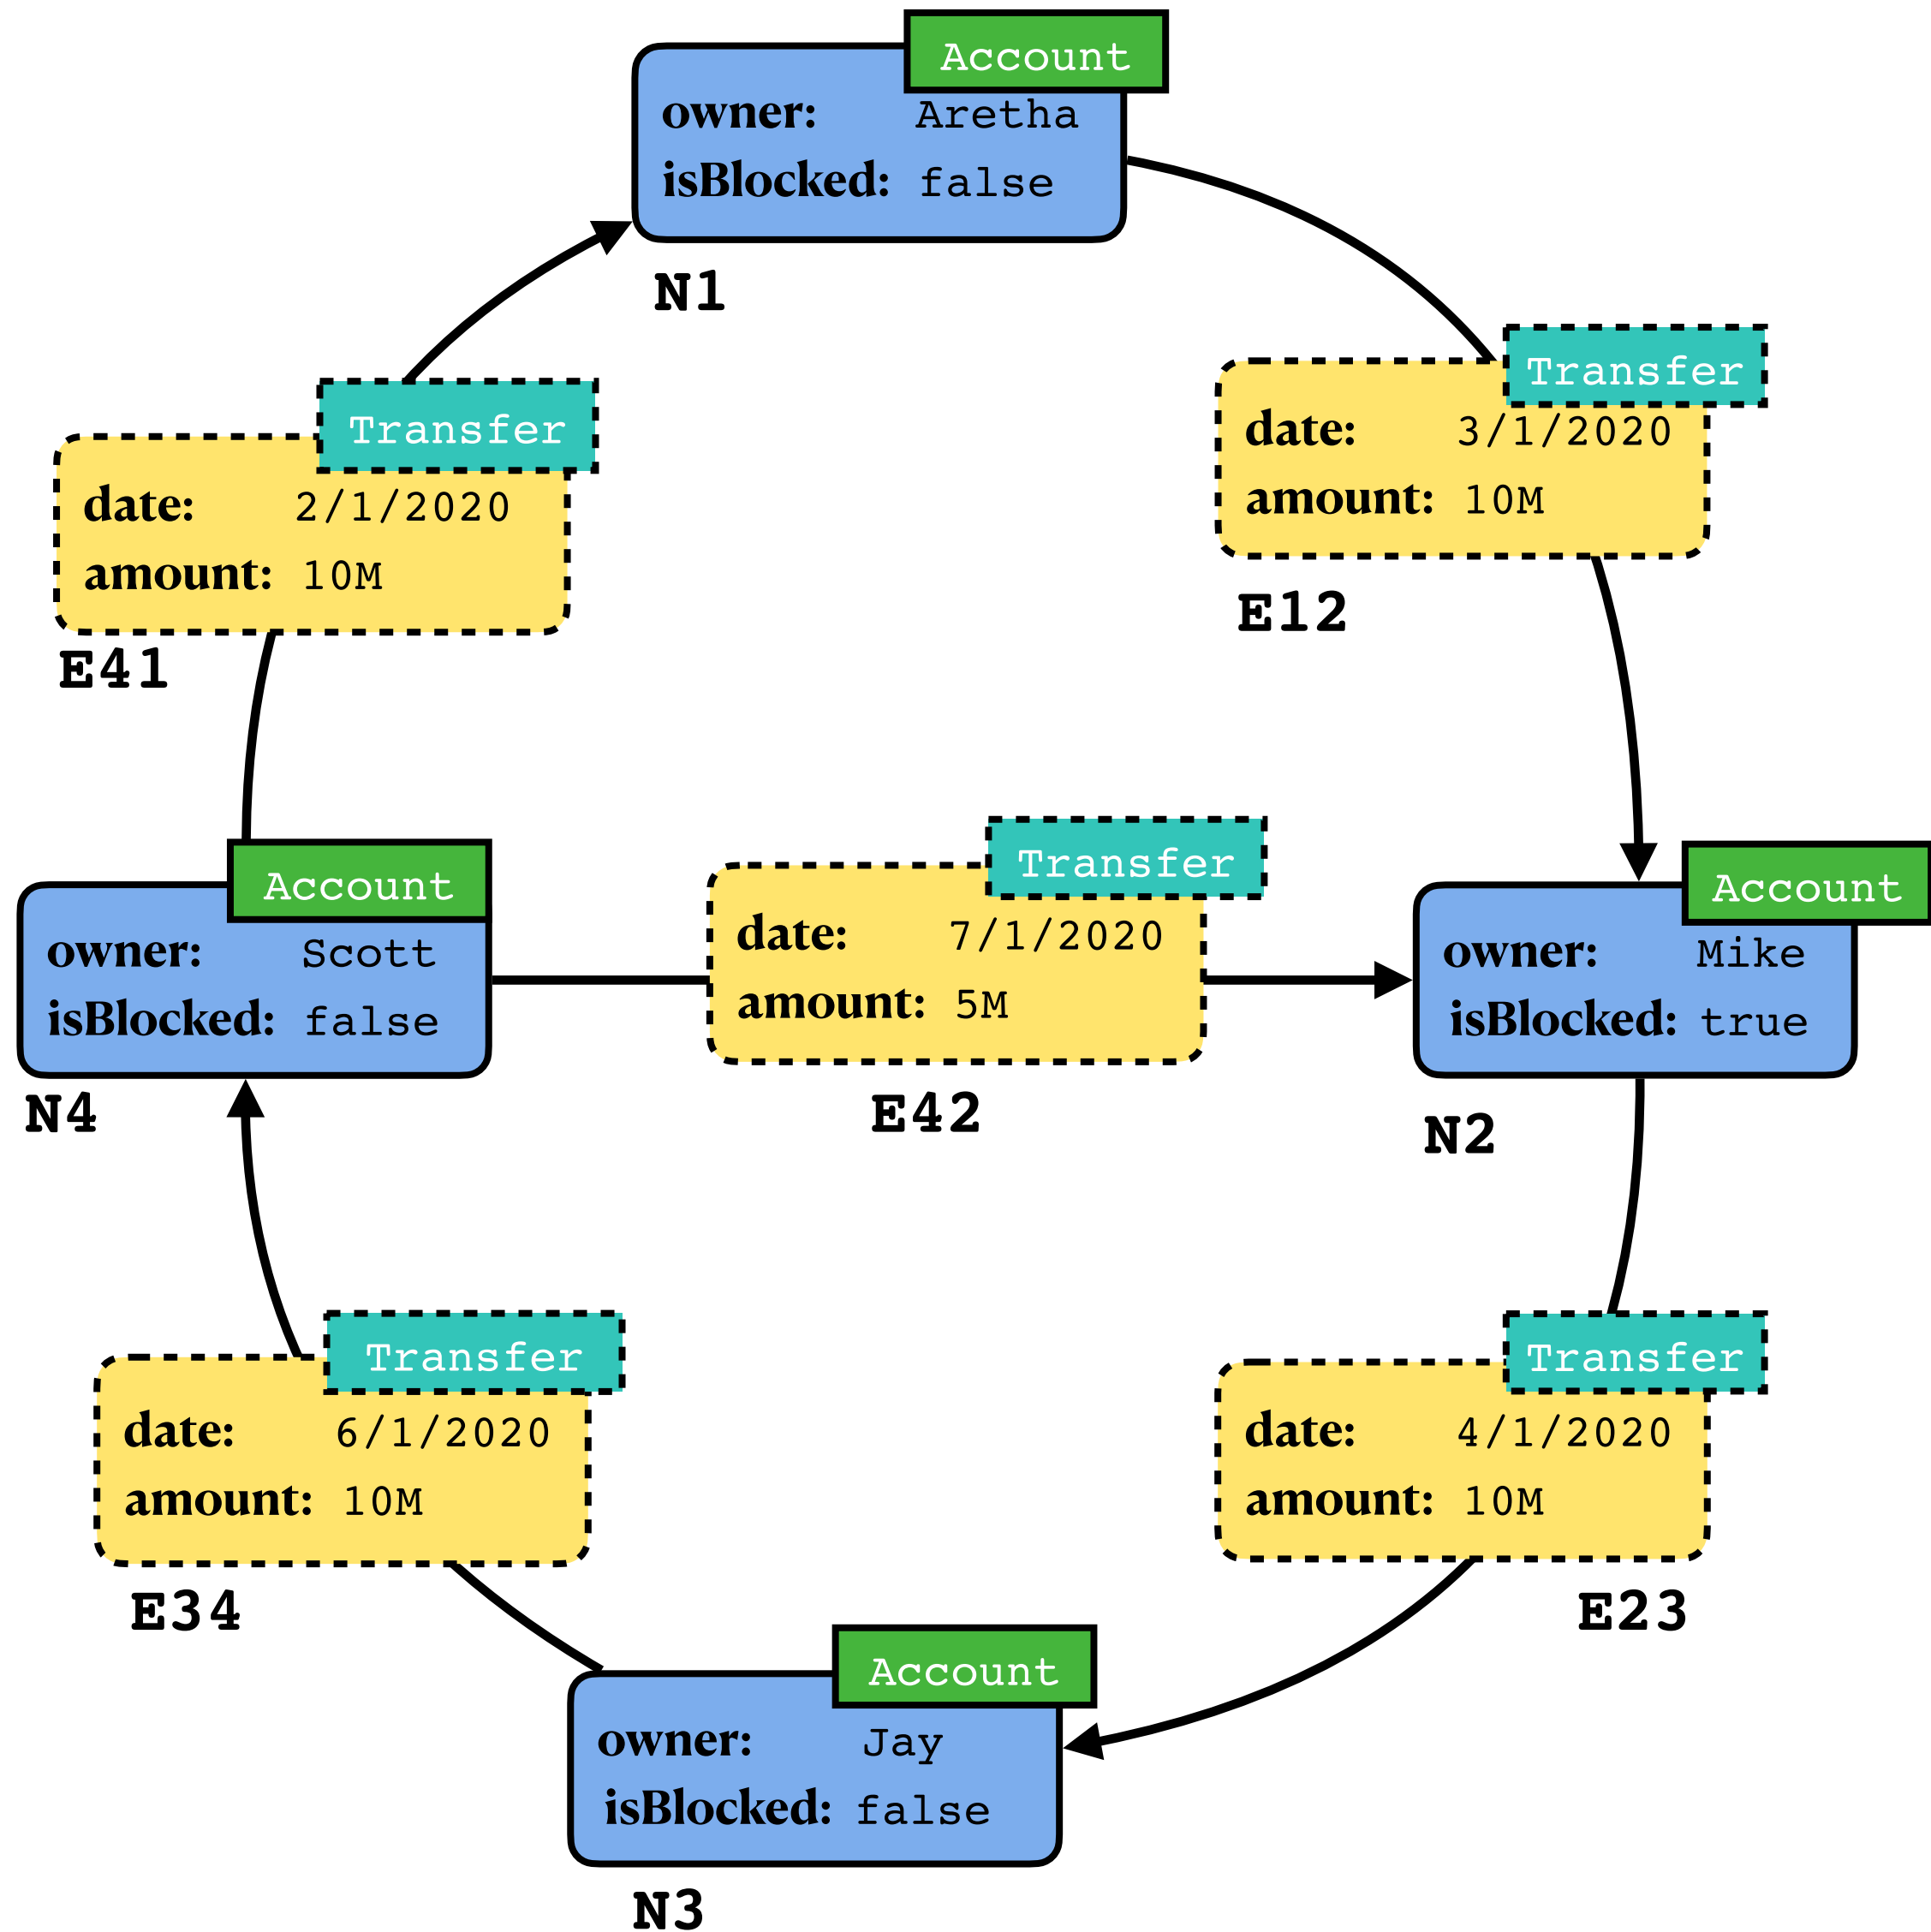 Account
owner: Aretha
isBlocked: false
N1
Transfer
date: 3/1/2020
amount: 10M
E12
Transfer
date: 2/1/2020
amount: 10M
E41
Account
owner: Scott
isBlocked: false
N4
Transfer
date: 7/1/2020
amount: 5M
E42
Account
owner: Mike
isBlocked: true
N2
Transfer
date: 6/1/2020
amount: 10M
E34
Transfer
date: 4/1/2020
amount: 10M
E23
Account
owner: Jay
isBlocked: false
N3